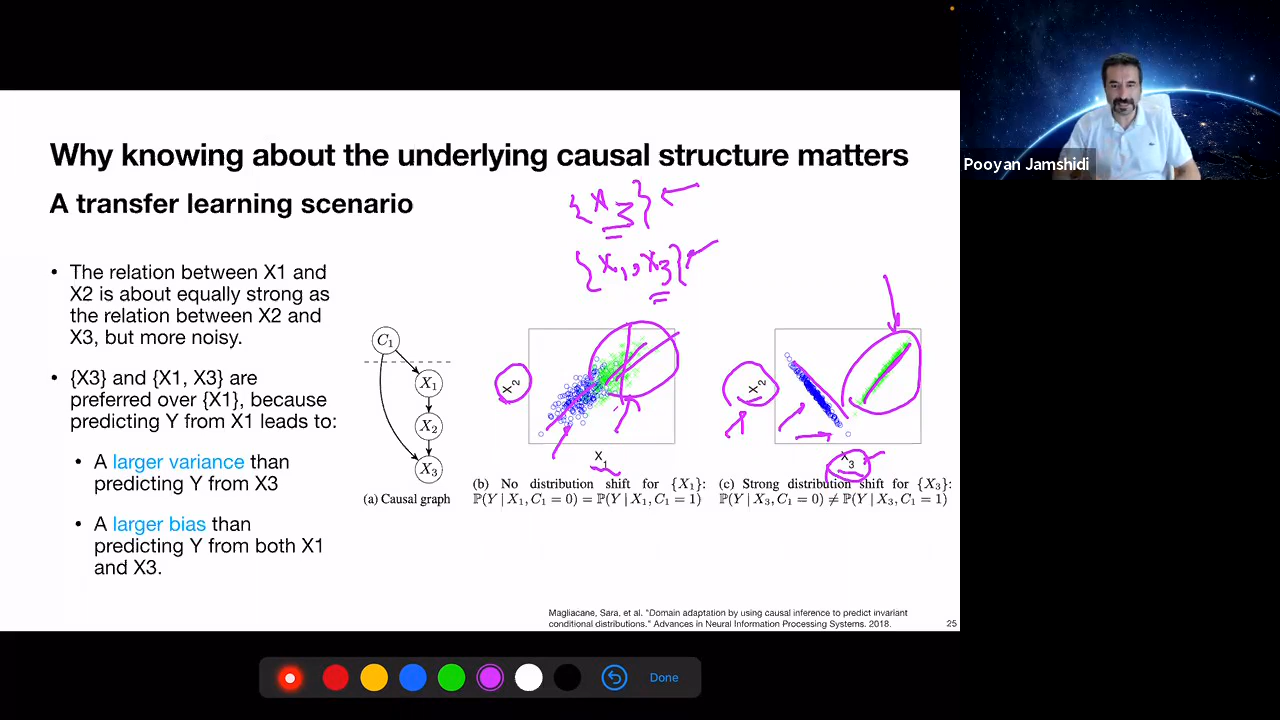 Why knowing about the underlying causal structure matters
A transfer learning scenario
{X3}
{X1, X3}
• The relation between X1 and
X2 is about equally strong as
the relation between X2 and
X3, but more noisy.
• {X3} and {X1, X3} are
preferred over {X1}, because
predicting Y from X1 leads to:
• A larger variance than
predicting Y from X3
• A larger bias than
predicting Y from both X1
and X3.
C1
X1
X2
X3
(a) Causal graph
X2
X1
(b) No distribution shift for {X1}:
ℙ(Y | X1, C1 = 0) = ℙ(Y | X1, C1 = 1)
X2
X3
(c) Strong distribution shift for {X3}:
ℙ(Y | X3, C1 = 0) ≠ ℙ(Y | X3, C1 = 1)
Magliacane, Sara, et al. "Domain adaptation by using causal inference to predict invariant
conditional distributions." Advances in Neural Information Processing Systems. 2018.
25
Pooyan Jamshidi
Done